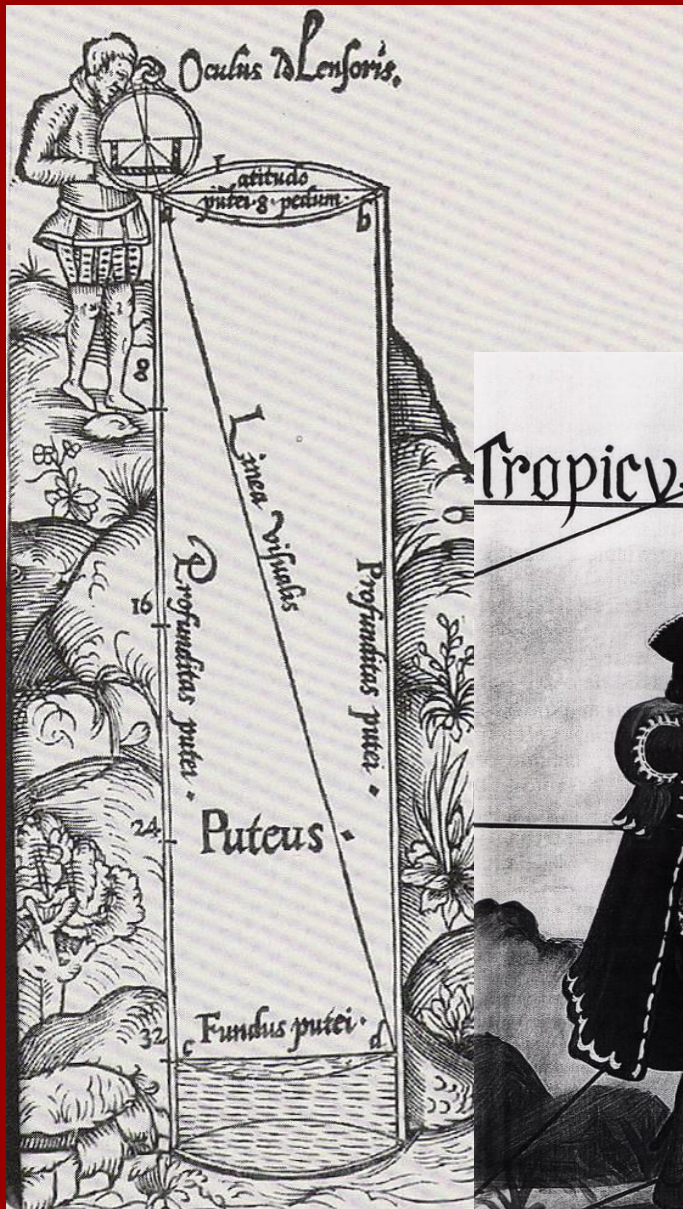 Oculus Mensoris.
Latitudo
putei · 8 · pedum ·
a
b
8
Linea visualis
Profunditas putei ·
Profunditas putei ·
16
24
Puteus ·
32
c
Fundus putei ·
d
Tropicu